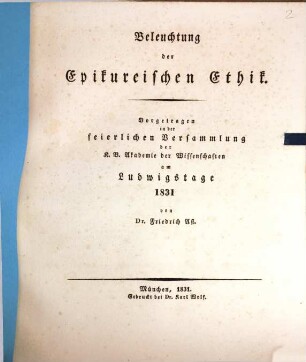 2
Beleuchtung
der
Epikureischen Ethik.
Vorgetragen
in der
feierlichen Versammlung
der
K. B. Akademie der Wissenschaften
am
Ludwigstage
1831
von
Dr. Friedrich Ast.
München, 1831.
Gedruckt bei Dr. Karl Wolf.